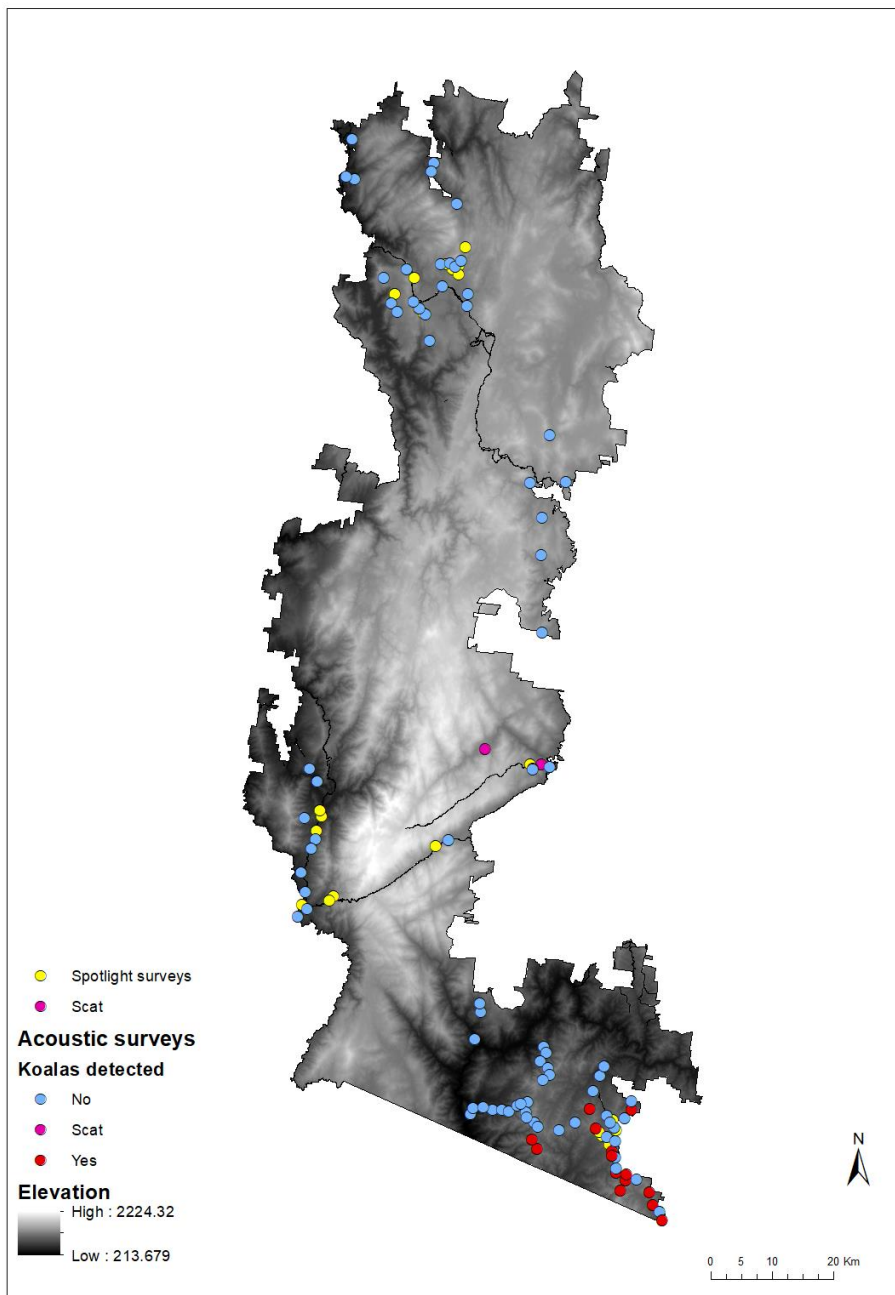 Spotlight surveys
Scat
Acoustic surveys
Koalas detected
No
Scat
Yes
Elevation
High : 2224.32
Low : 213.679
N
0 5 10 20 Km